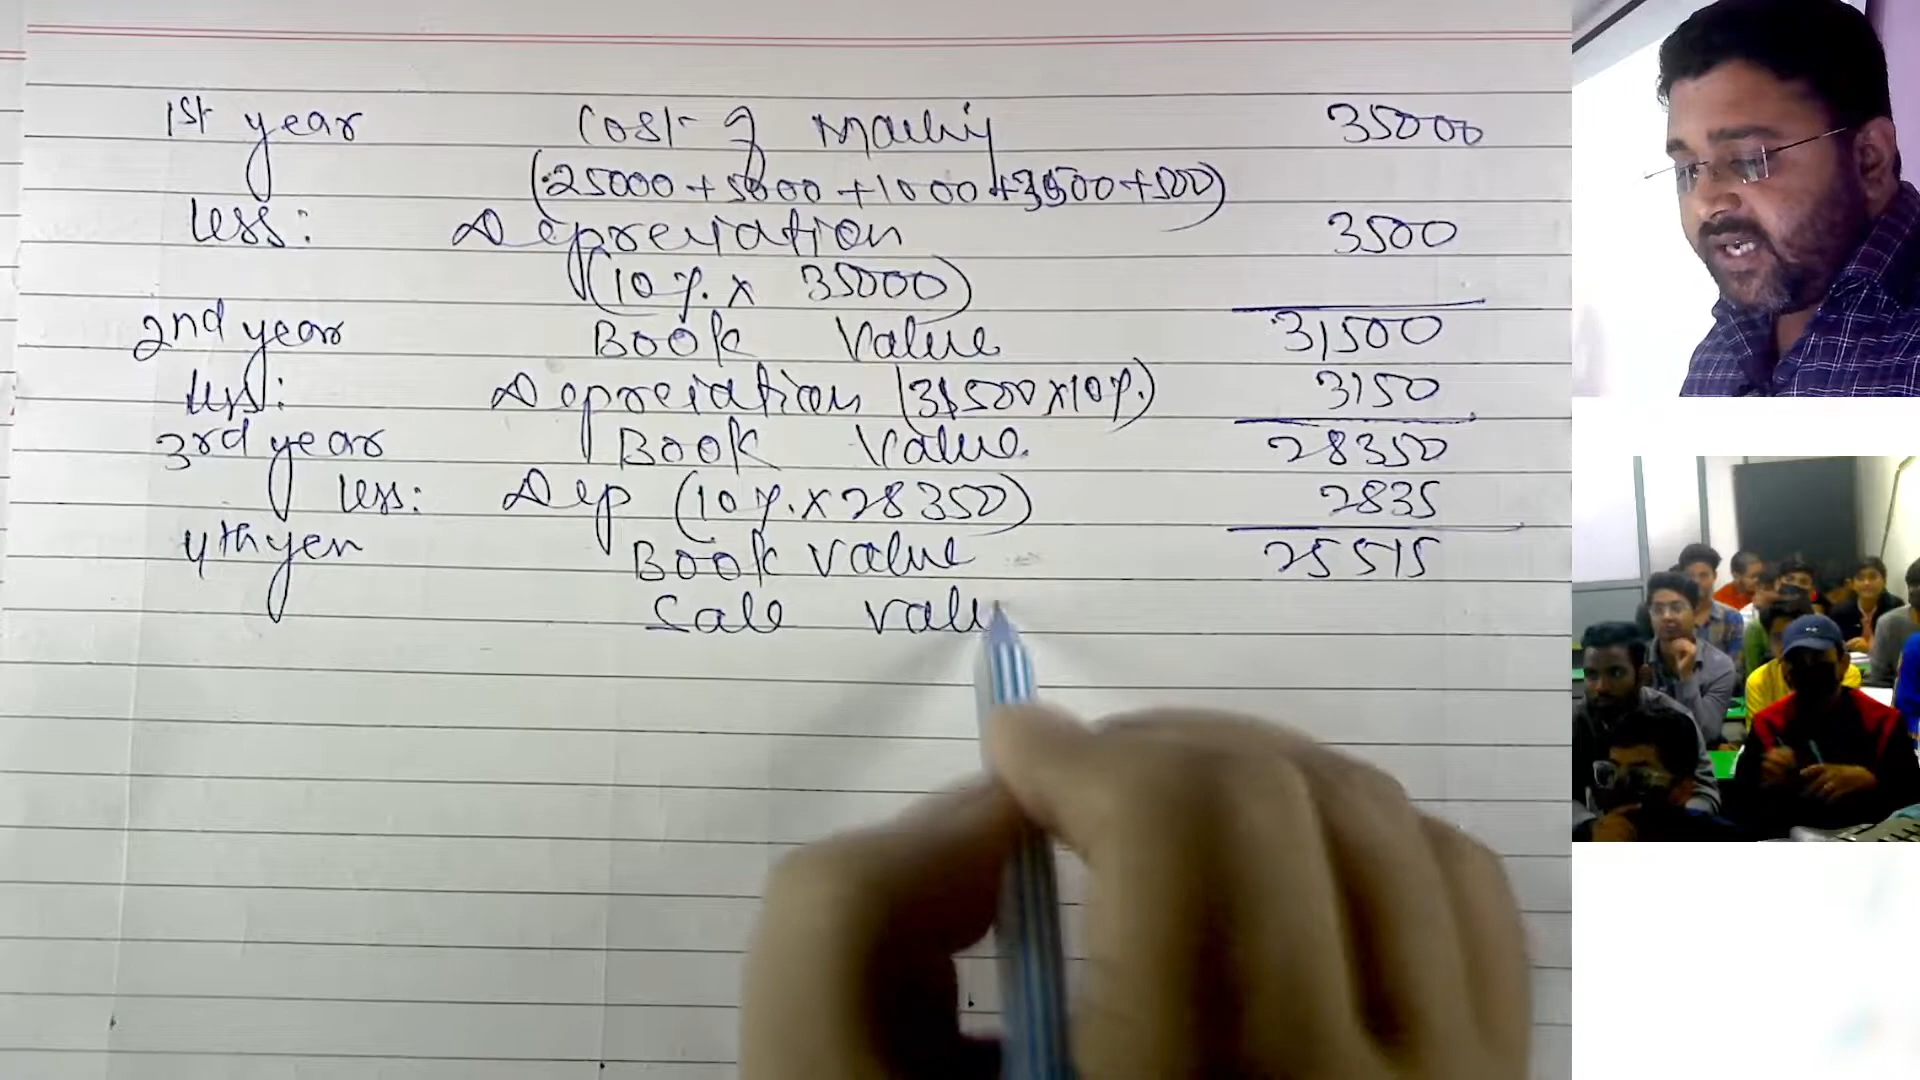 1st year Cost of Machiy 35000
(25000+5000+1000+3500+500)
Less: Depreciation 3500
(10%.x 35000)
2nd year Book Value 31500
Less: Depreciation (31500x10%.) 3150
3rd year Book Value. 28350
Less: Dep (10%.x28350) 2835
4th year Book value 25515
Sale valu